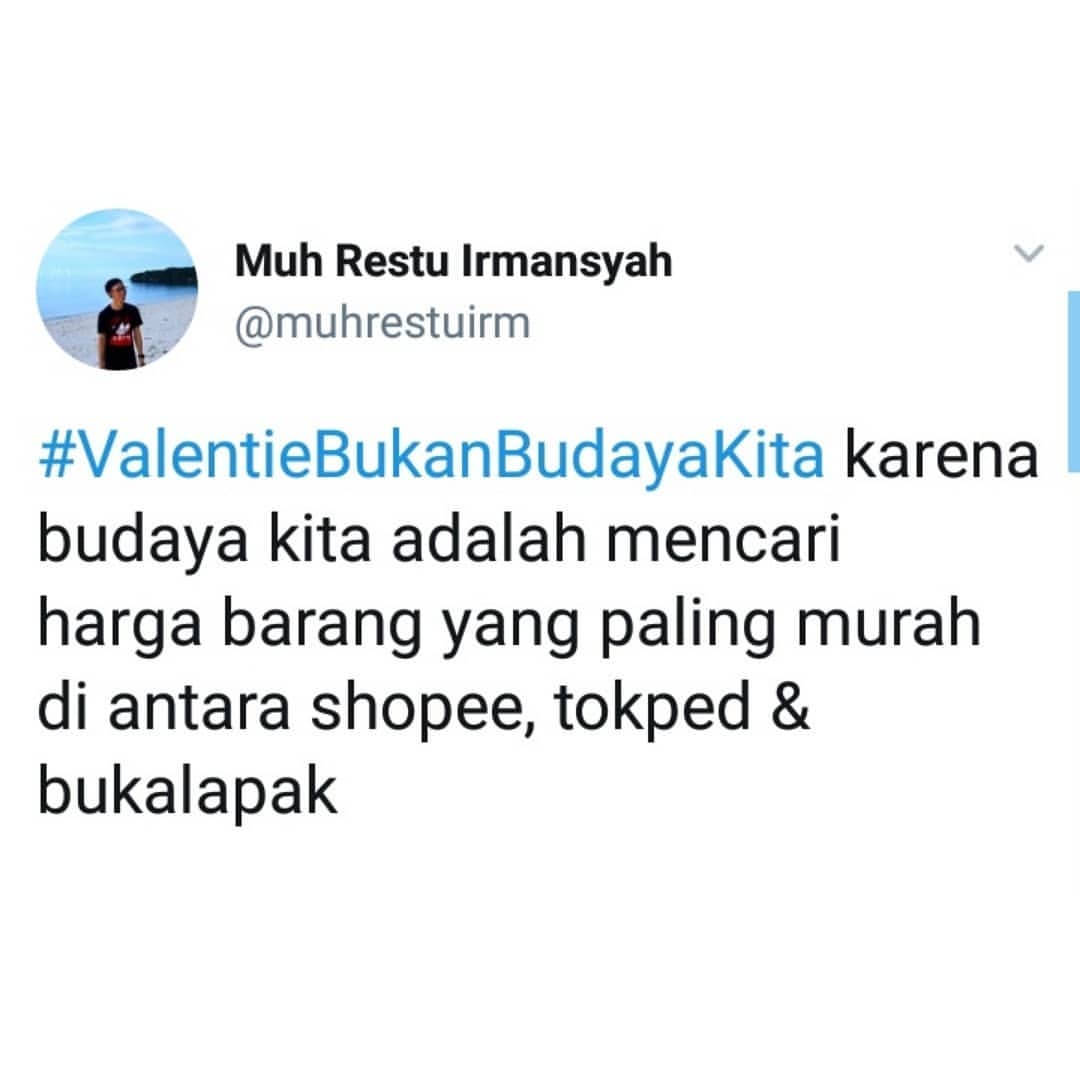 Muh Restu Irmansyah
@muhrestuirm
#ValentieBukanBudayaKita karena
budaya kita adalah mencari
harga barang yang paling murah
di antara shopee, tokped &
bukalapak